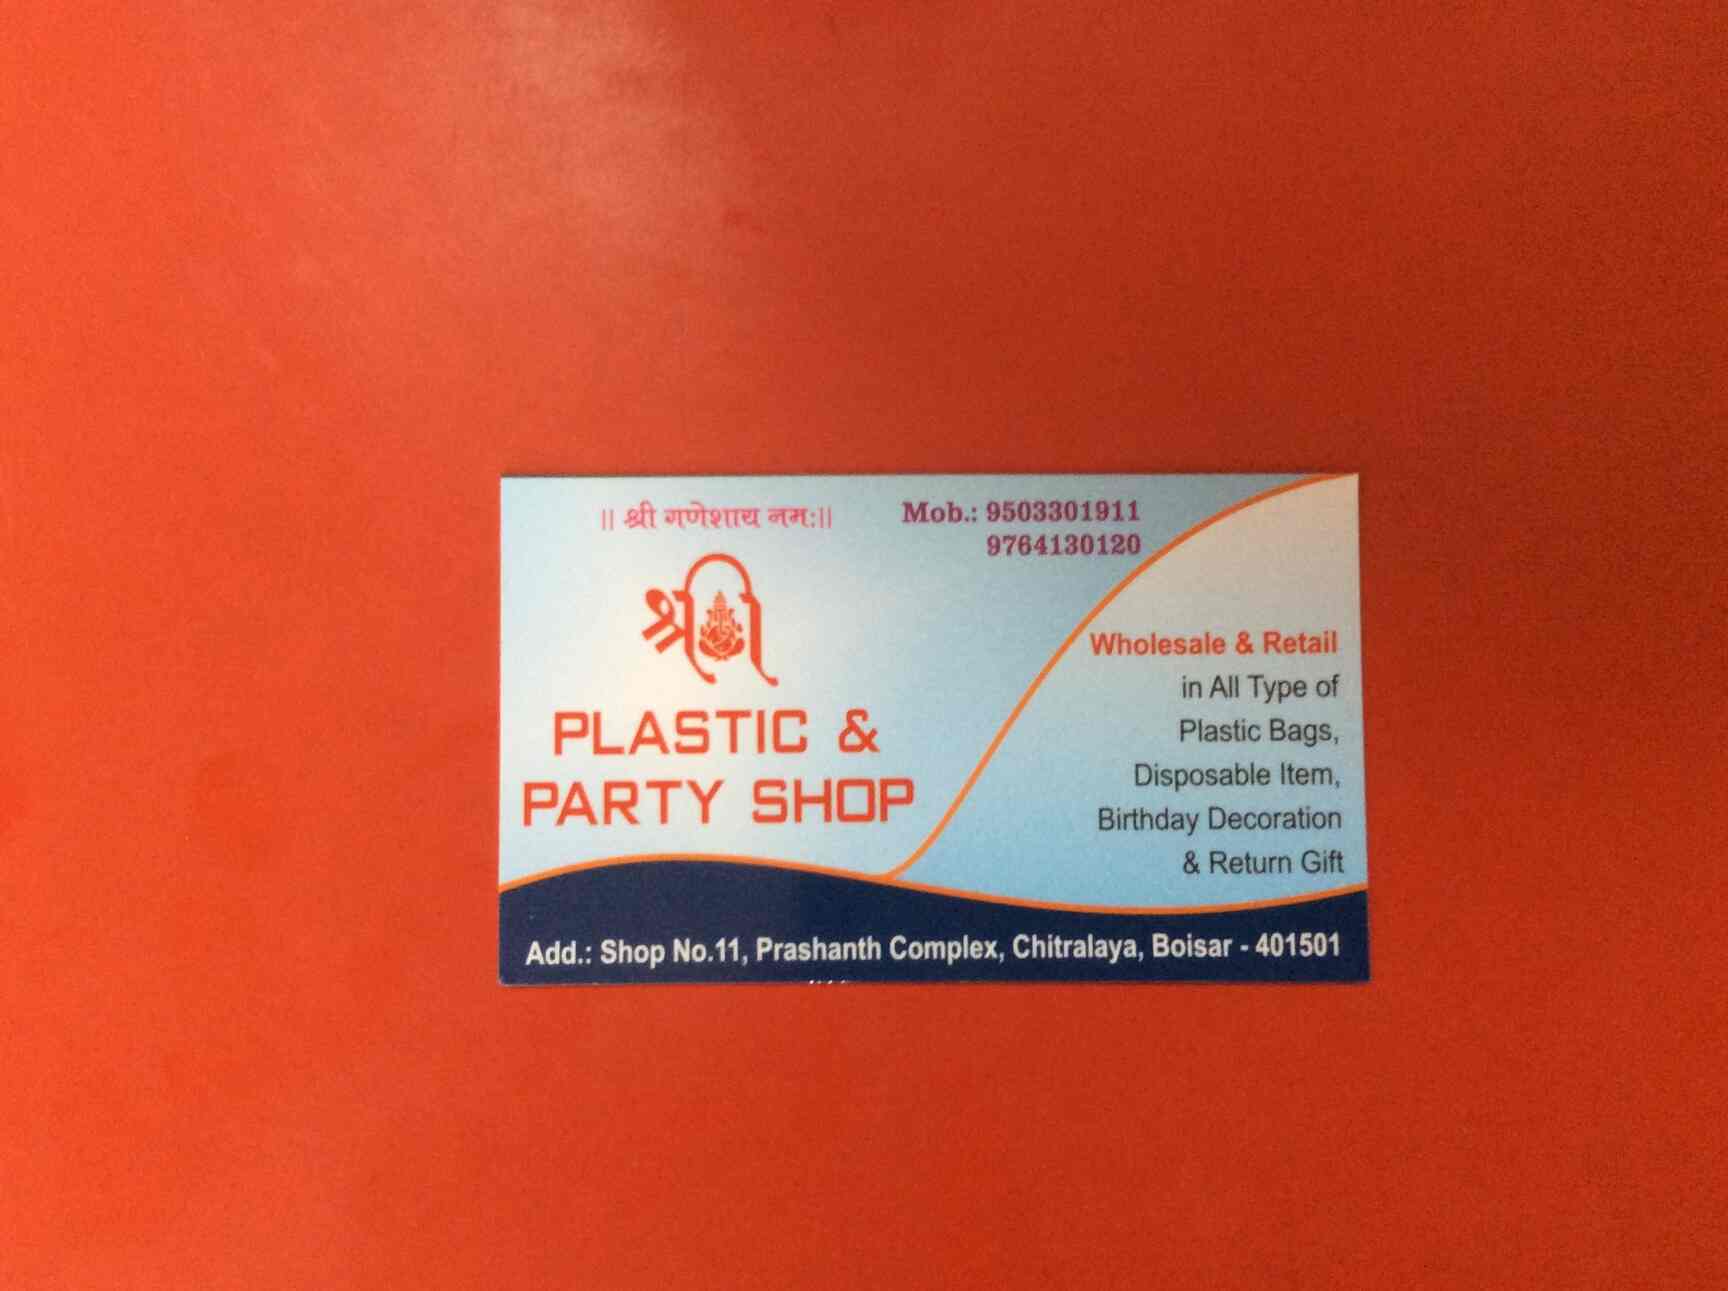 || श्री गणेशाय नमः||
Mob.: 9503301911
9764130120
श्री
PLASTIC &
PARTY SHOP
Wholesale & Retail
in All Type of
Plastic Bags,
Disposable Item,
Birthday Decoration
& Return Gift
Add.: Shop No.11, Prashanth Complex, Chitralaya, Boisar - 401501